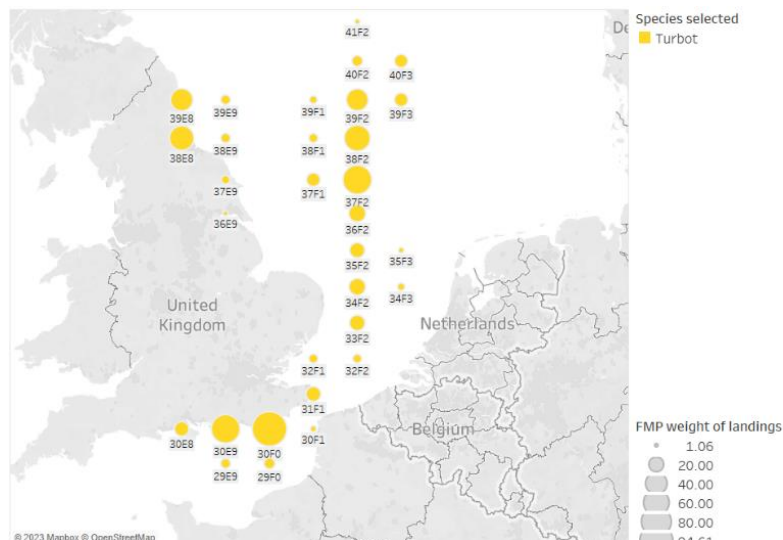 Species selected
Turbot
De
41F2
40F2 40F3
39E8 39E9 39F1 39F2 39F3
38E8 38E9 38F1 38F2
37E9 37F1 37F2
36E9 36F2
35F2 35F3
34F2 34F3
United
Kingdom
33F2
Netherlands
32F1 32F2
31F1
30E8 30E9 30F0 30F1
Belgium
29E9 29F0
FMP weight of landings
1.06
20.00
40.00
60.00
80.00
94.61
© 2023 Mapbox © OpenStreetMap